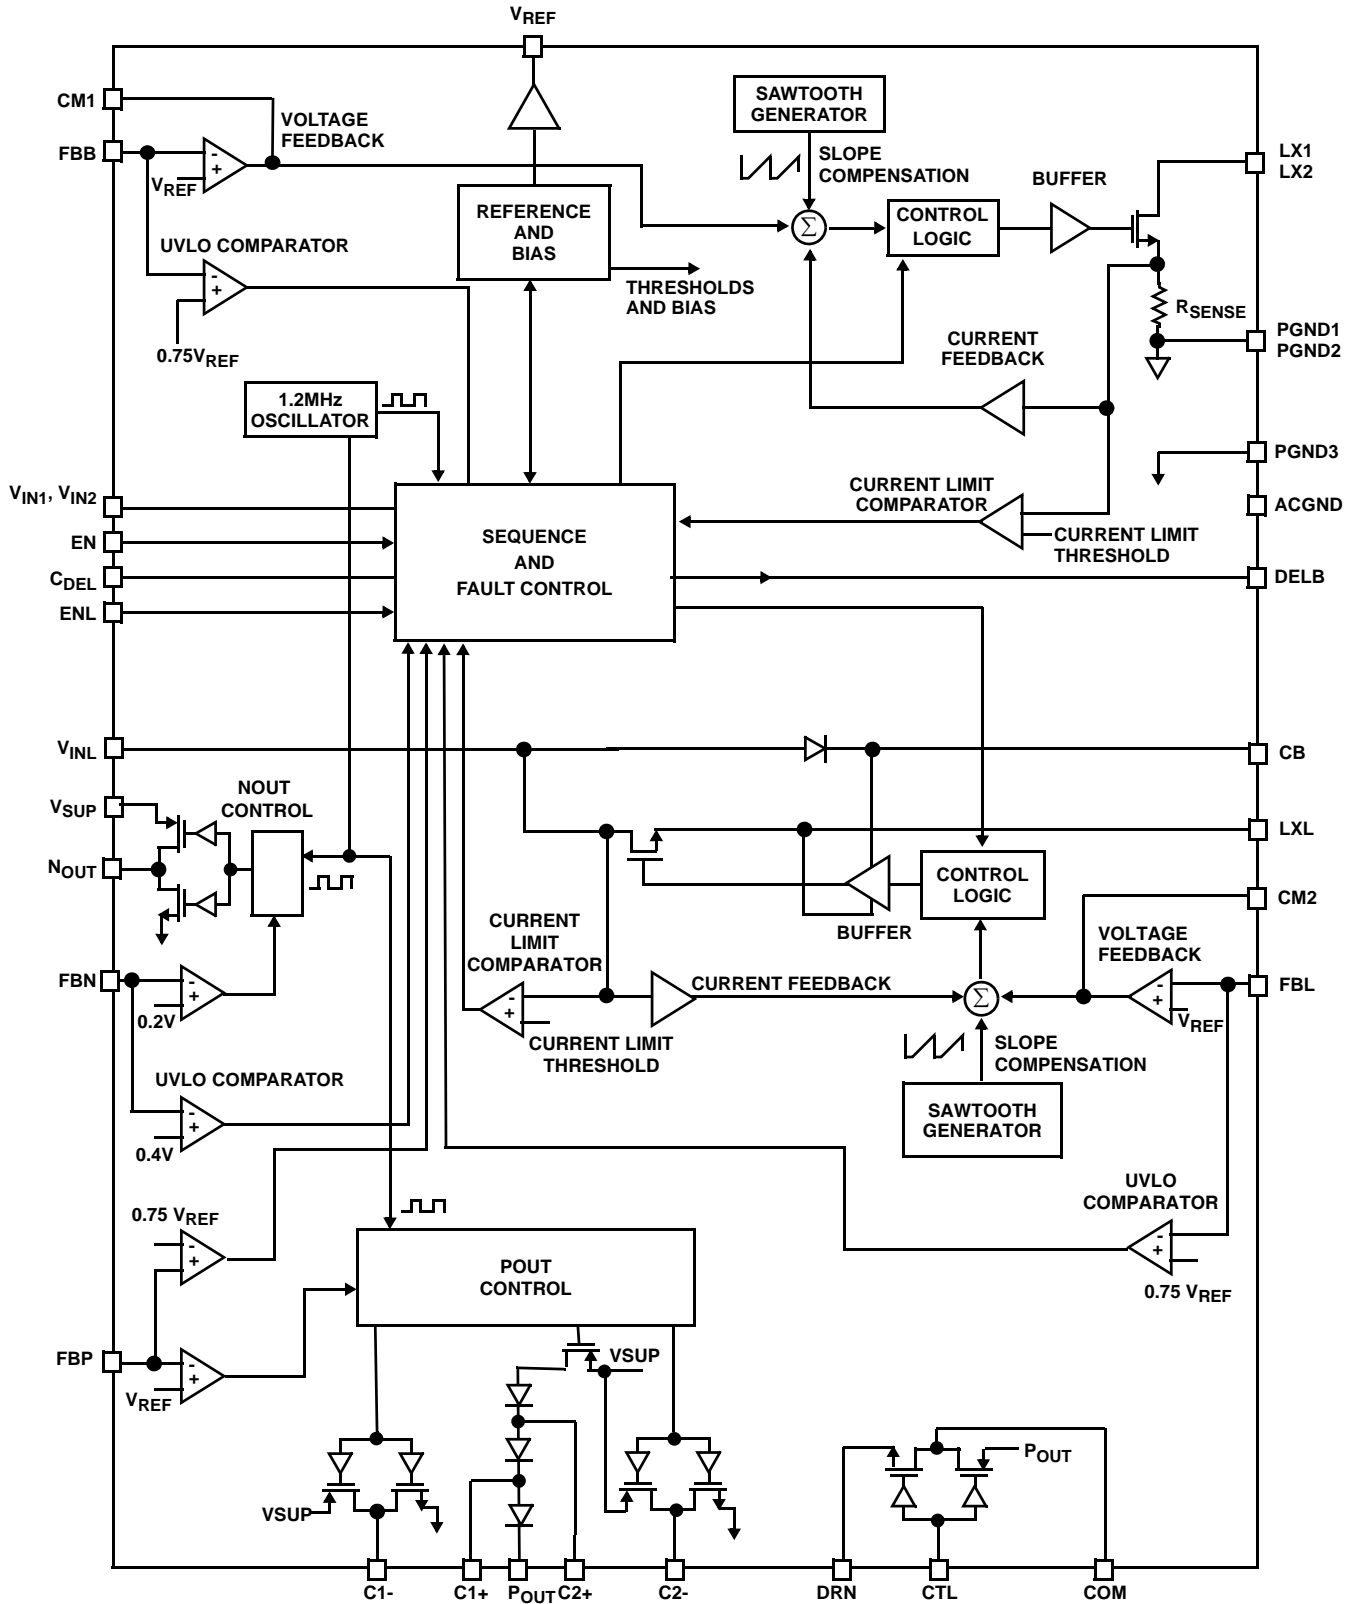 VREF
CM1
FBB
VOLTAGE
FEEDBACK
-
+
VREF
UVLO COMPARATOR
-
+
0.75VREF
REFERENCE
AND
BIAS
THRESHOLDS
AND BIAS
SAWTOOTH
GENERATOR
SLOPE
COMPENSATION
Σ
CONTROL
LOGIC
BUFFER
LX1
LX2
RSENSE
PGND1
PGND2
CURRENT
FEEDBACK
1.2MHz
OSCILLATOR
PGND3
ACGND
CURRENT LIMIT
COMPARATOR
CURRENT LIMIT
THRESHOLD
VIN1, VIN2
EN
CDEL
ENL
SEQUENCE
AND
FAULT CONTROL
DELB
VINL
CB
VSUP
NOUT
CONTROL
NOUT
LXL
CONTROL
LOGIC
BUFFER
CM2
CURRENT
LIMIT
COMPARATOR
-
+
CURRENT LIMIT
THRESHOLD
CURRENT FEEDBACK
Σ
VOLTAGE
FEEDBACK
-
+
VREF
FBL
FBN
-
+
0.2V
SLOPE
COMPENSATION
SAWTOOTH
GENERATOR
UVLO COMPARATOR
-
+
0.4V
UVLO
COMPARATOR
-
+
0.75 VREF
0.75 VREF
-
+
POUT
CONTROL
FBP
-
+
VREF
VSUP
VSUP
POUT
C1-
C1+
POUT
C2+
C2-
DRN
CTL
COM